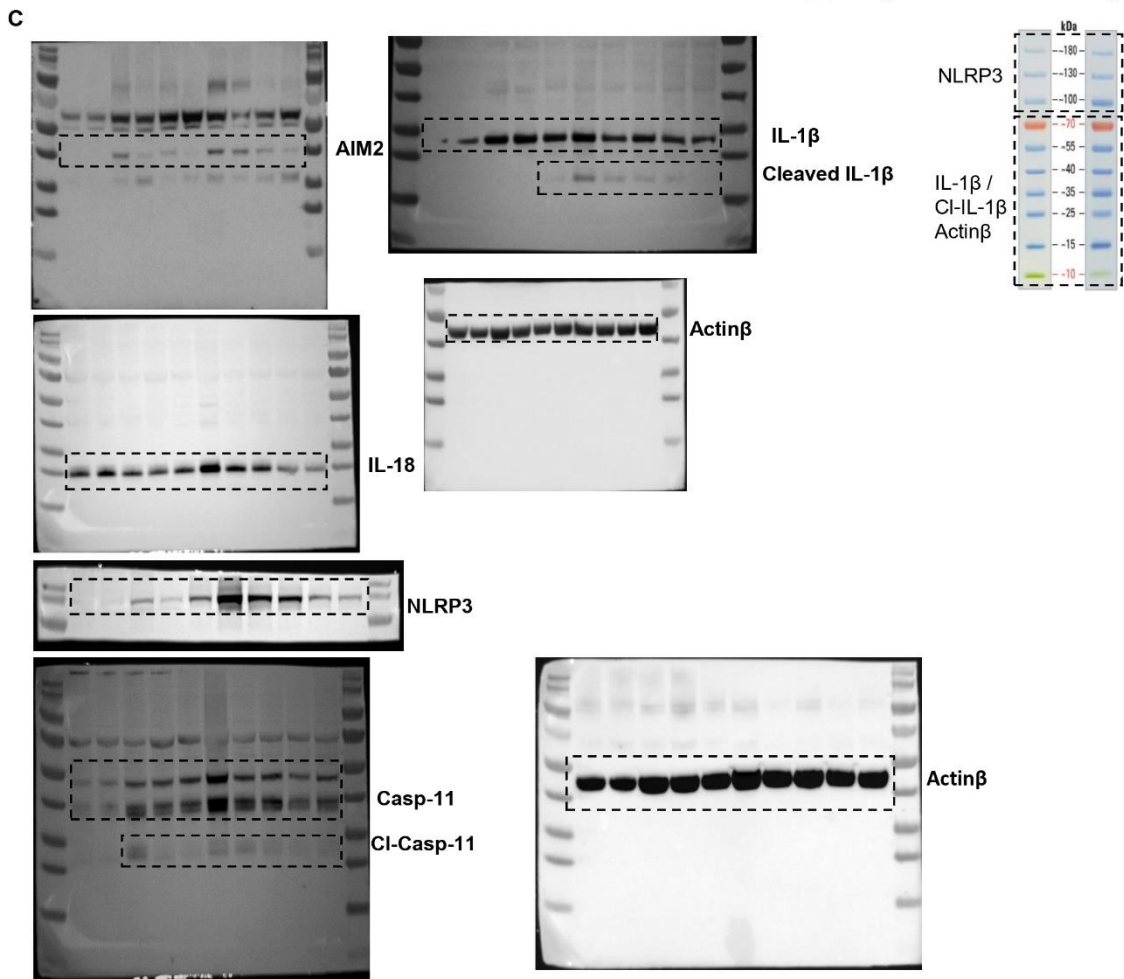 C
AIM2
IL-1β
Cleaved IL-1β
kDa
NLRP3
-180-
-130-
-100-
-70-
-55-
-40-
-35-
-25-
-15-
-10-
IL-1β /
Cl-IL-1β
Actinβ
Actinβ
IL-18
NLRP3
Casp-11
Cl-Casp-11
Actinβ